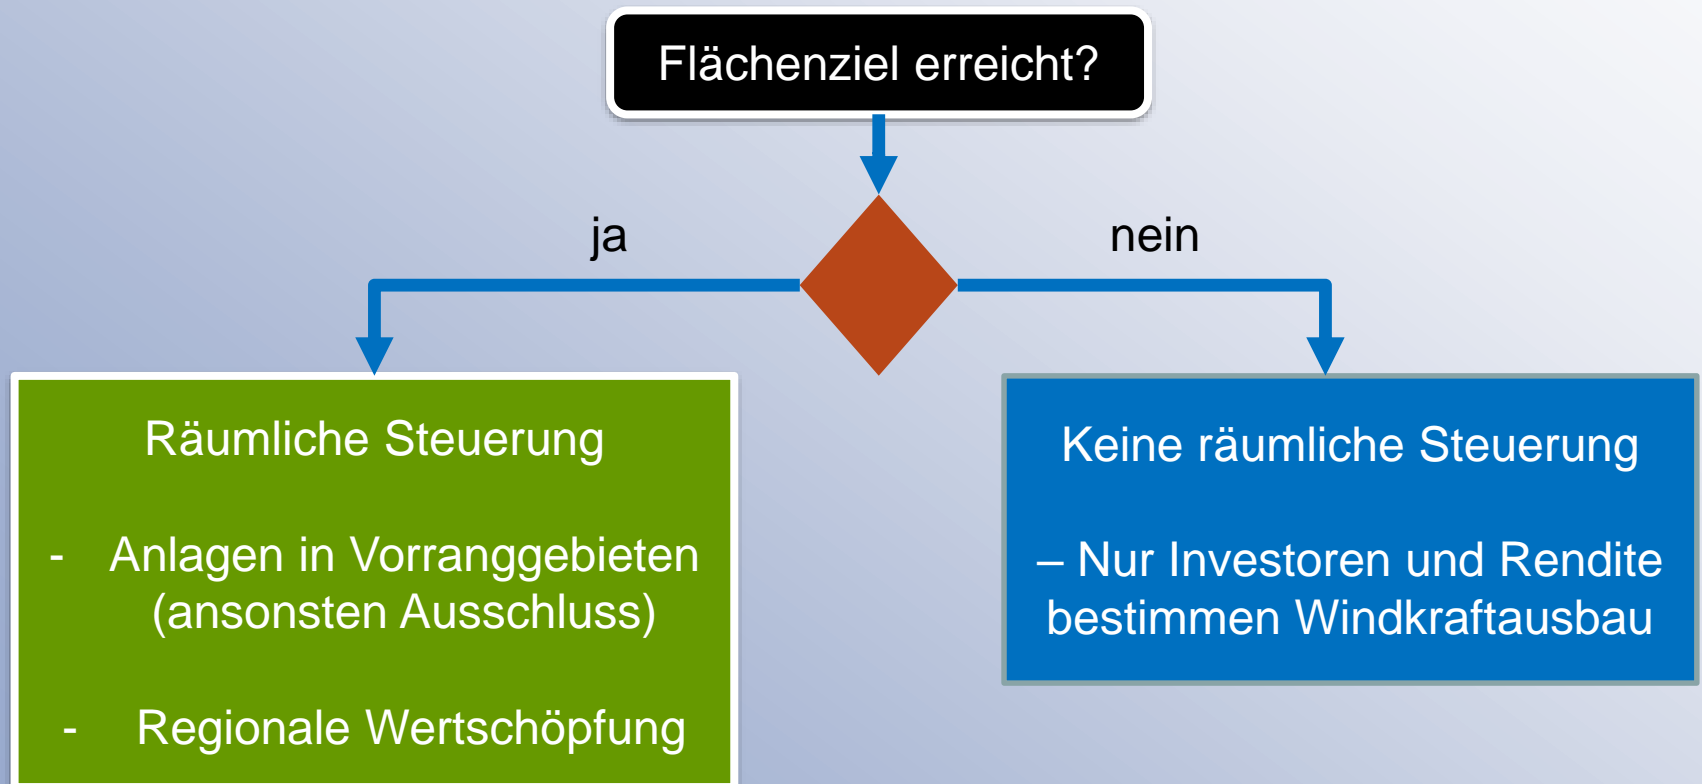 Flächenziel erreicht?
ja
nein
Räumliche Steuerung
- Anlagen in Vorranggebieten
(ansonsten Ausschluss)
- Regionale Wertschöpfung
Keine räumliche Steuerung
– Nur Investoren und Rendite
bestimmen Windkraftausbau